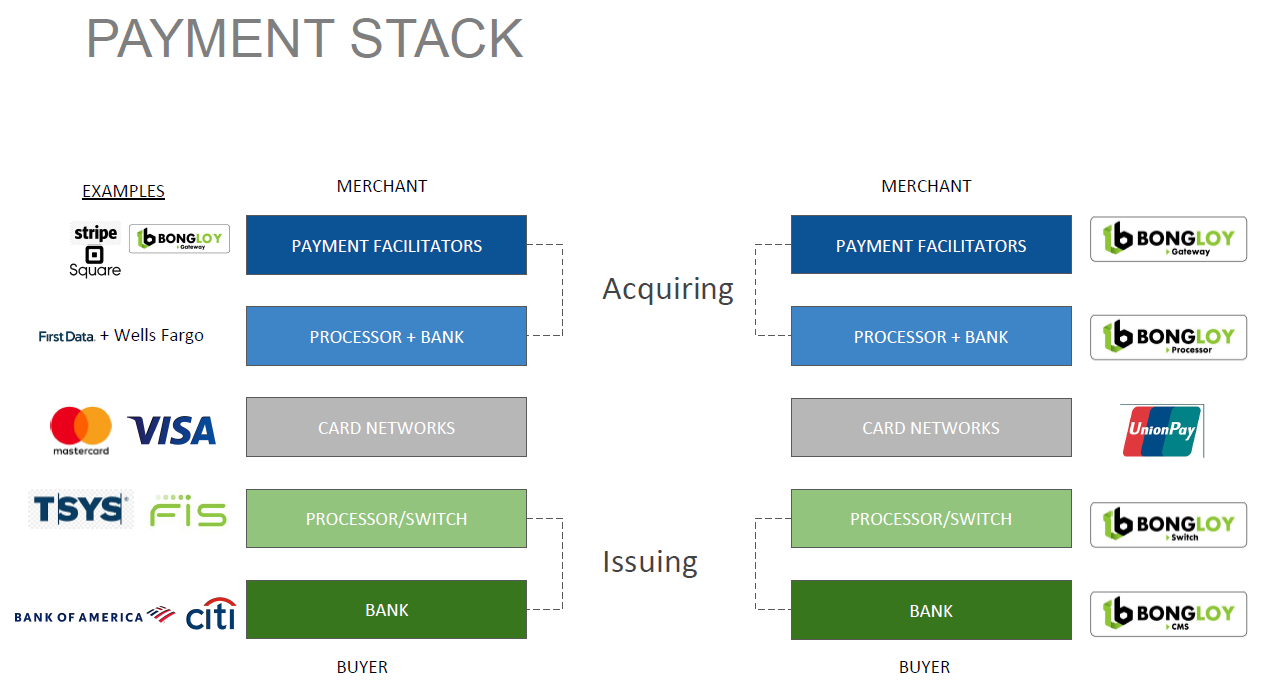 PAYMENT STACK
EXAMPLES
MERCHANT
MERCHANT
stripe
Square
BONGLOY
Gateway
PAYMENT FACILITATORS
PAYMENT FACILITATORS
BONGLOY
Gateway
Acquiring
First Data. + Wells Fargo
PROCESSOR + BANK
PROCESSOR + BANK
BONGLOY
Processor
mastercard
VISA
CARD NETWORKS
CARD NETWORKS
UnionPay
TSYS®
FIS
PROCESSOR/SWITCH
PROCESSOR/SWITCH
BONGLOY
Switch
Issuing
BANK OF AMERICA
citi
BANK
BANK
BONGLOY
CMS
BUYER
BUYER